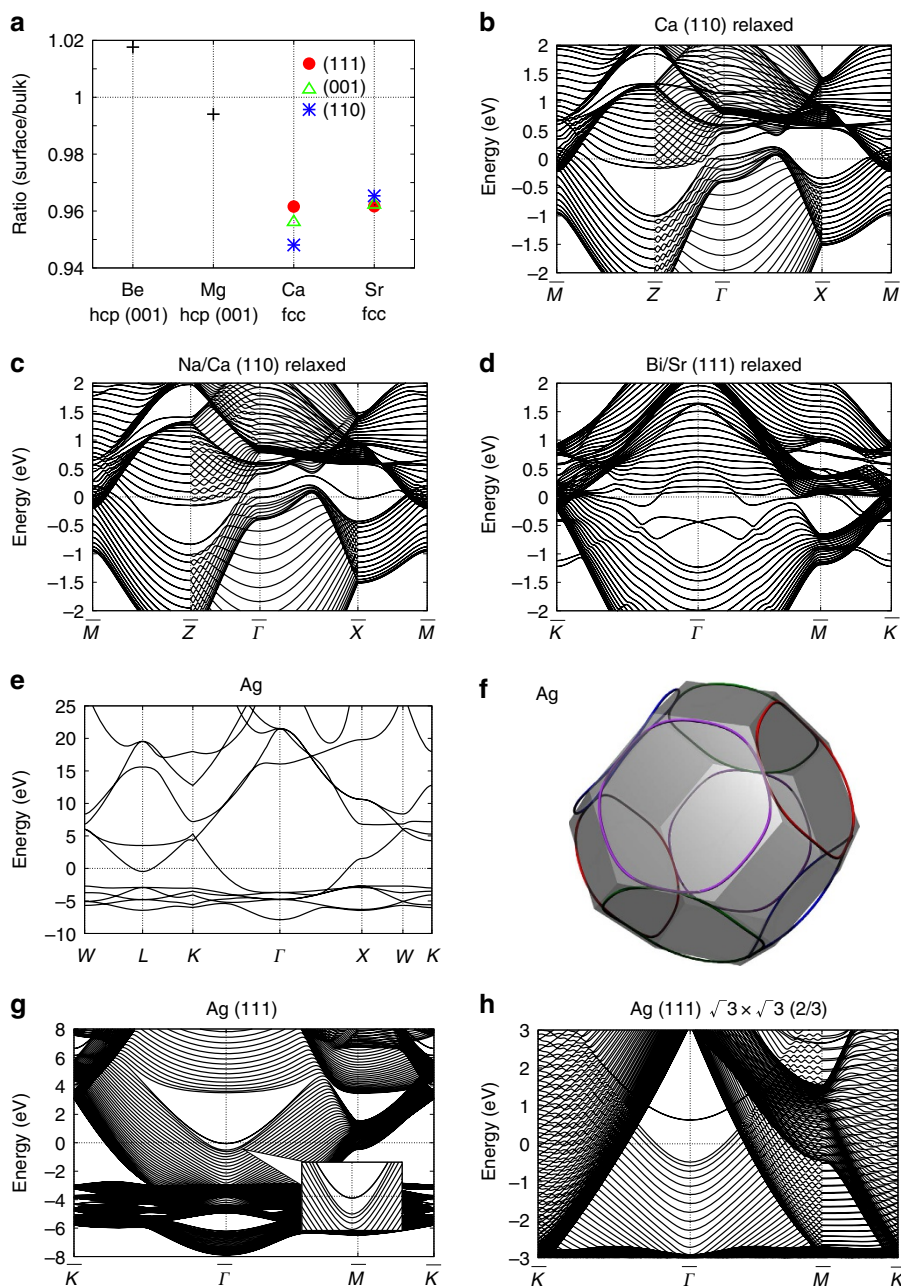 a
1.02
1
0.98
0.96
0.94
Ratio (surface/bulk)
(111)
(001)
(110)
Be
hcp (001)
Mg
hcp (001)
Ca
fcc
Sr
fcc
b
Ca (110) relaxed
Energy (eV)
2
1.5
1
0.5
0
−0.5
−1
−1.5
−2
M̅ Z̅ Γ̅ X̅ M̅
c
Na/Ca (110) relaxed
Energy (eV)
2
1.5
1
0.5
0
−0.5
−1
−1.5
−2
M̅ Z̅ Γ̅ X̅ M̅
d
Bi/Sr (111) relaxed
Energy (eV)
2
1.5
1
0.5
0
−0.5
−1
−1.5
−2
K̅ Γ̅ M̅ K̅
e
Ag
Energy (eV)
25
20
15
10
5
0
−5
−10
W L K Γ X W K
f
Ag
g
Ag (111)
Energy (eV)
8
6
4
2
0
−2
−4
−6
−8
K̅ Γ̅ M̅ K̅
h
Ag (111) √3 × √3 (2/3)
Energy (eV)
3
2
1
0
−1
−2
−3
K̅ Γ̅ M̅ K̅